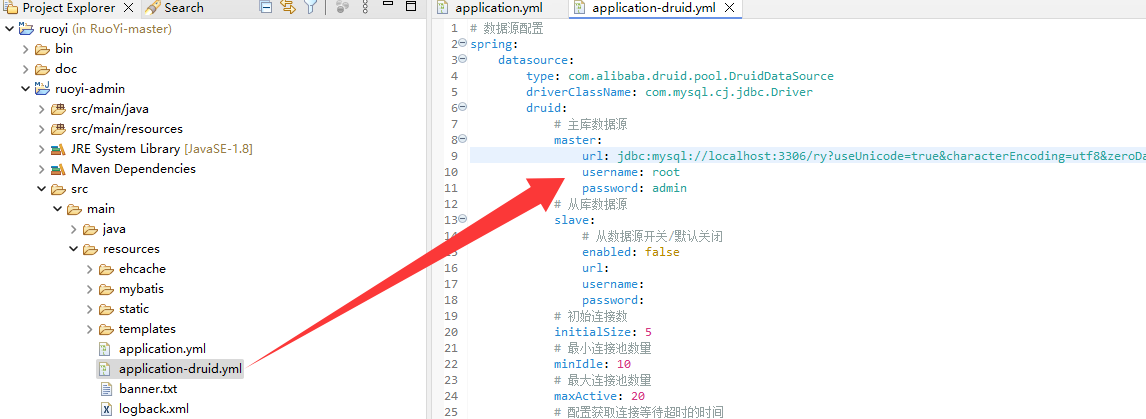 Project Explorer
Search
ruoyi (in RuoYi-master)
bin
doc
ruoyi-admin
src/main/java
src/main/resources
JRE System Library [JavaSE-1.8]
Maven Dependencies
src
main
java
resources
ehcache
mybatis
static
templates
application.yml
application-druid.yml
banner.txt
logback.xml
application.yml
application-druid.yml
1 # 数据源配置
2 spring:
3 datasource:
4 type: com.alibaba.druid.pool.DruidDataSource
5 driverClassName: com.mysql.cj.jdbc.Driver
6 druid:
7 # 主库数据源
8 master:
9 url: jdbc:mysql://localhost:3306/ry?useUnicode=true&characterEncoding=utf8&zeroDa
10 username: root
11 password: admin
12 # 从库数据源
13 slave:
# 从数据源开关/默认关闭
15 enabled: false
16 url:
17 username:
18 password:
19 # 初始连接数
20 initialSize: 5
21 # 最小连接池数量
22 minIdle: 10
23 # 最大连接池数量
24 maxActive: 20
25 # 配置获取连接等待超时的时间